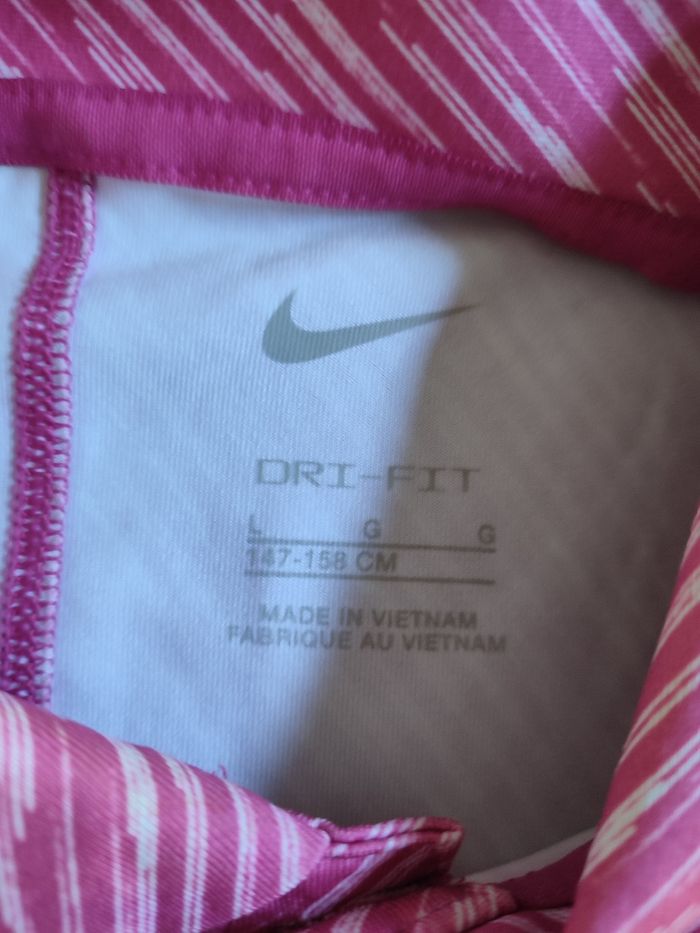 DRI-FIT
L G G
147-158 CM
MADE IN VIETNAM
FABRIQUE AU VIETNAM